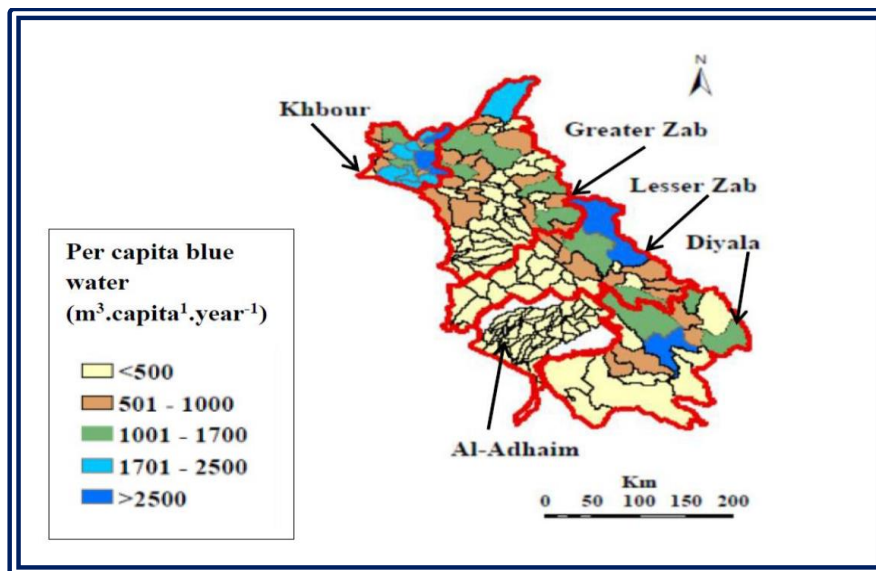 N
Khbour
Greater Zab
Lesser Zab
Diyala
Per capita blue
water
(m³.capita¹.year⁻¹)
<500
501 - 1000
1001 - 1700
1701 - 2500
>2500
Al-Adhaim
Km
0 50 100 150 200